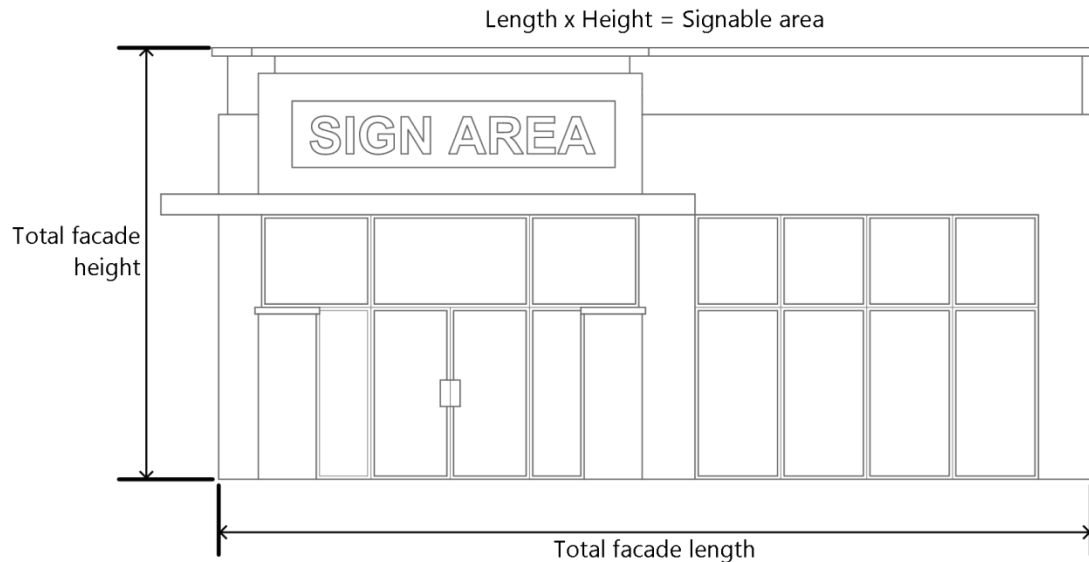 Length x Height = Signable area
SIGN AREA
Total facade
height
Total facade length